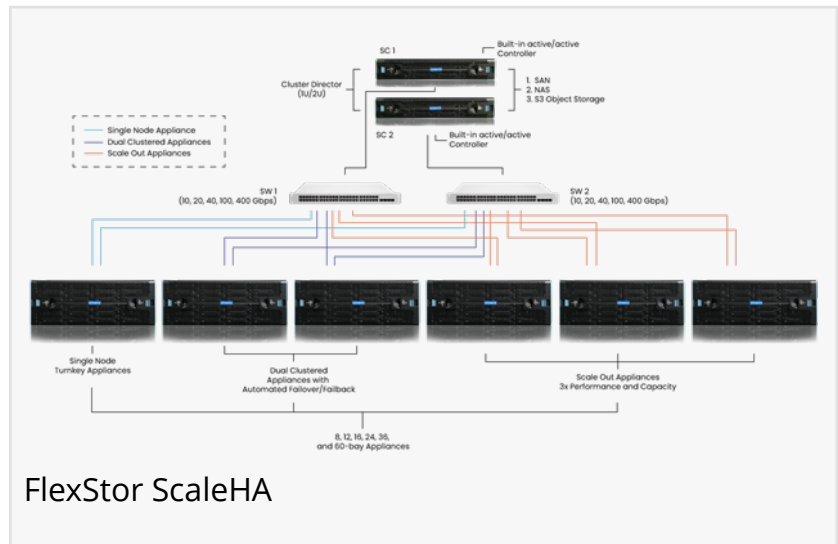 SC 1
Built-in active/active
Controller
Cluster Director
(1U/2U)
1. SAN
2. NAS
3. S3 Object Storage
SC 2
Built-in active/active
Controller
Single Node Appliance
Dual Clustered Appliances
Scale Out Appliances
SW 1
(10, 20, 40, 100, 400 Gbps)
SW 2
(10, 20, 40, 100, 400 Gbps)
Single Node
Turnkey Appliances
Dual Clustered
Appliances with
Automated Failover/Failback
Scale Out Appliances
3x Performance and Capacity
8, 12, 16, 24, 36,
and 60-bay Appliances
FlexStor ScaleHA